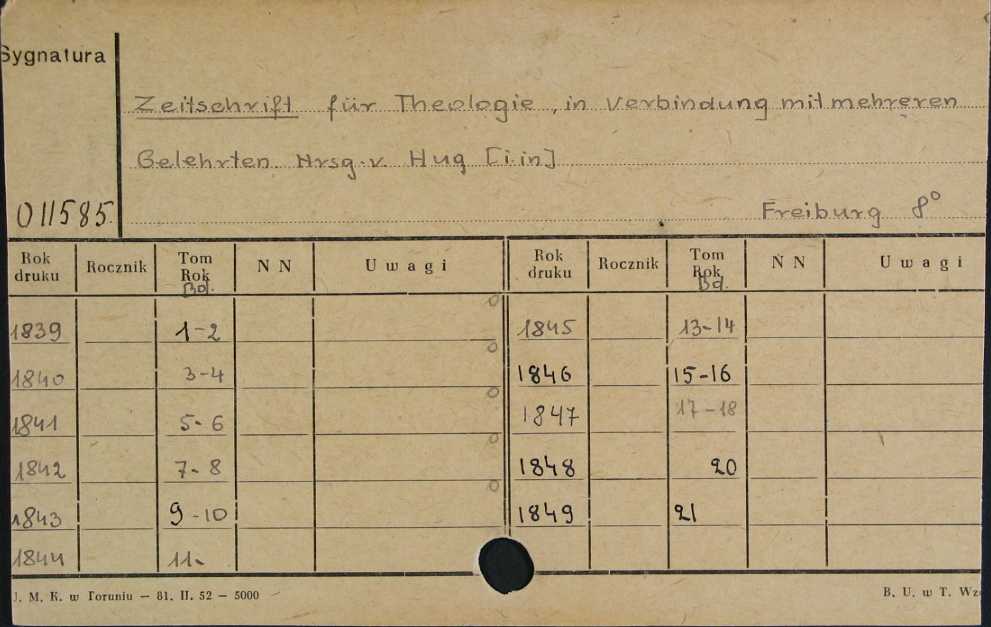 Sygnatura
Zeitschrift für Theologie, in Verbindung mit mehreren
Gelehrten Hrsg. v. Hug [i in]
011585
Freiburg 8°
Rok druku Rocznik Tom Rok Bd. N N Uwagi Rok druku Rocznik Tom Rok Bd. N N Uwagi
1839 1-2 1845 13-14
1840 3-4 1846 15-16
1841 5-6 1847 17-18
1842 7-8 1848 20
1843 9-10 1849 21
1844 11-
J. M. K. w Toruniu — 81. II. 52 — 5000 B. U. w T.